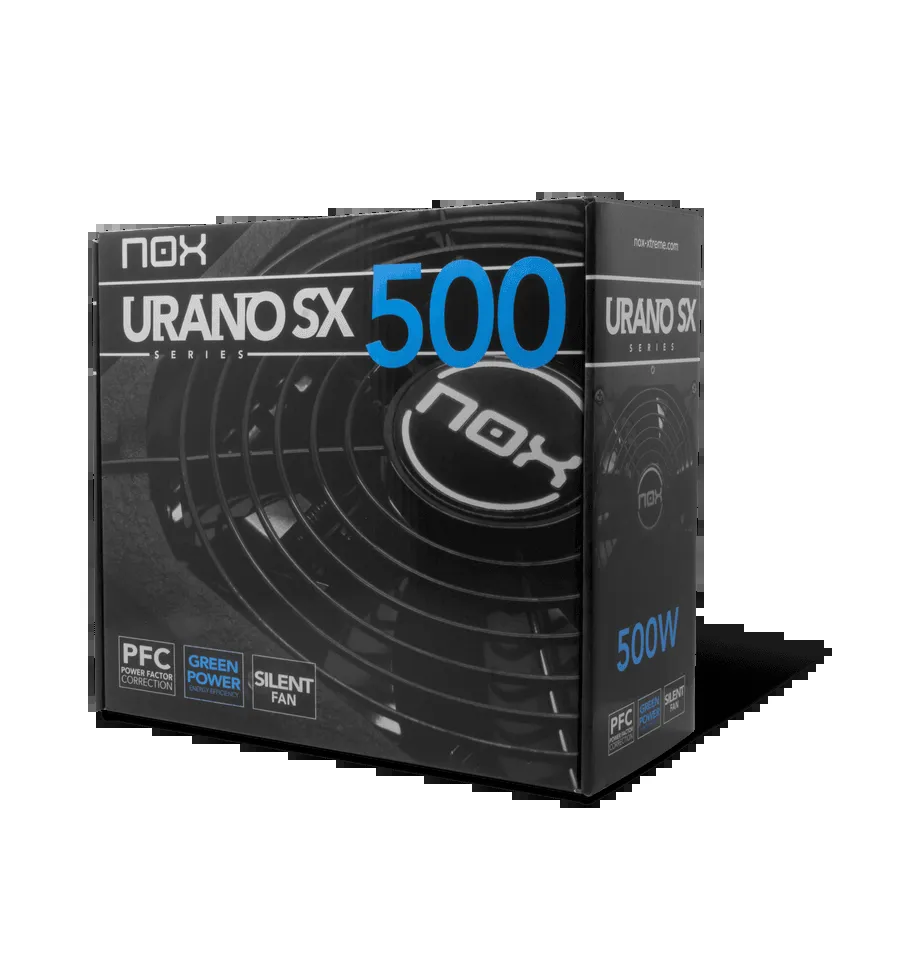 nox
URANO SX 500
SERIES
nox
PFC
POWER FACTOR
CORRECTION
GREEN
POWER
ENERGY EFFICIENCY
SILENT
FAN
nox-xtreme.com
URANO SX
SERIES
nox
500W
PFC
POWER FACTOR
CORRECTION
GREEN
POWER
SILENT
FAN